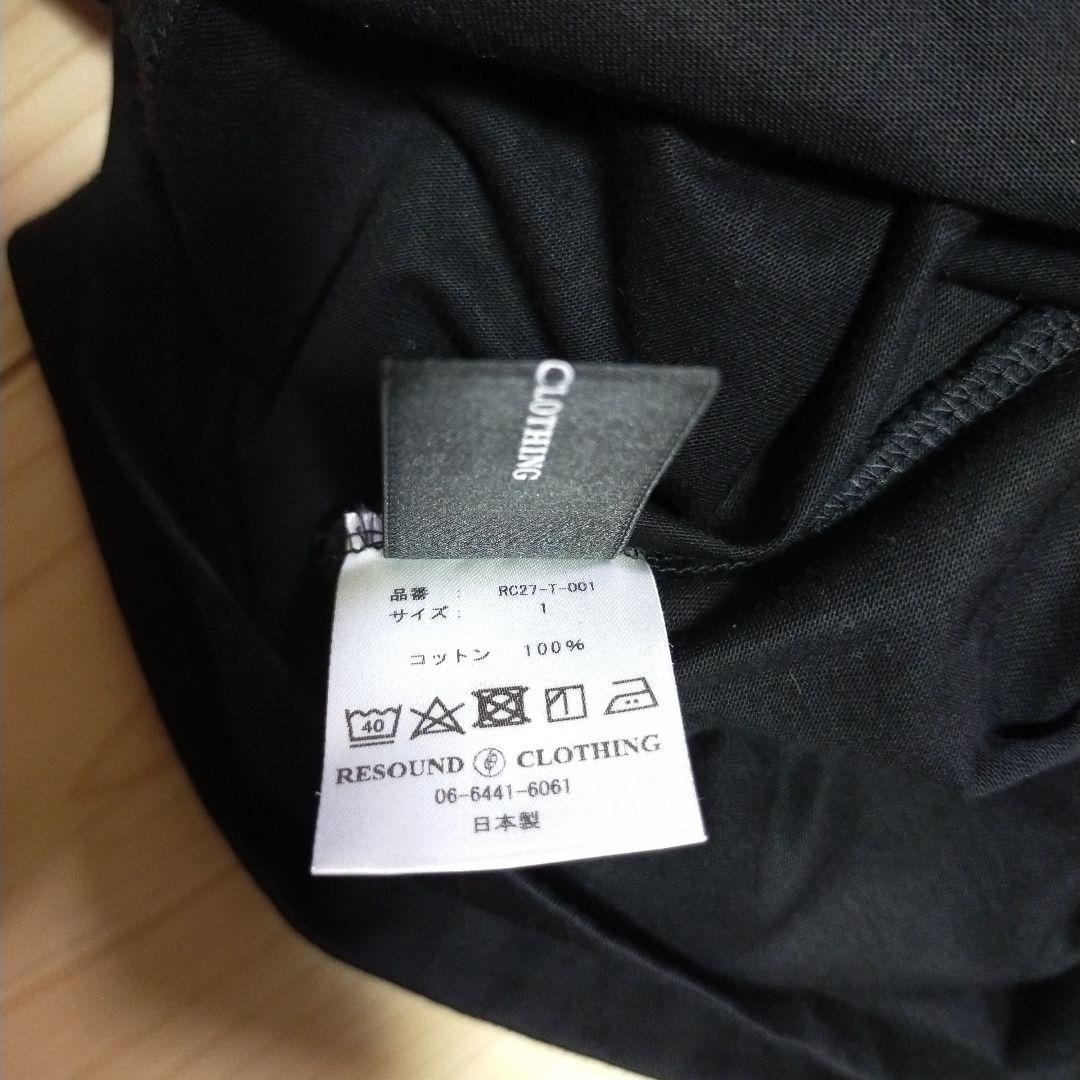 CLOTHING
品番 : RC27-T-001
サイズ : 1
コットン 100%
40
RESOUND CLOTHING
06-6441-6061
日本製